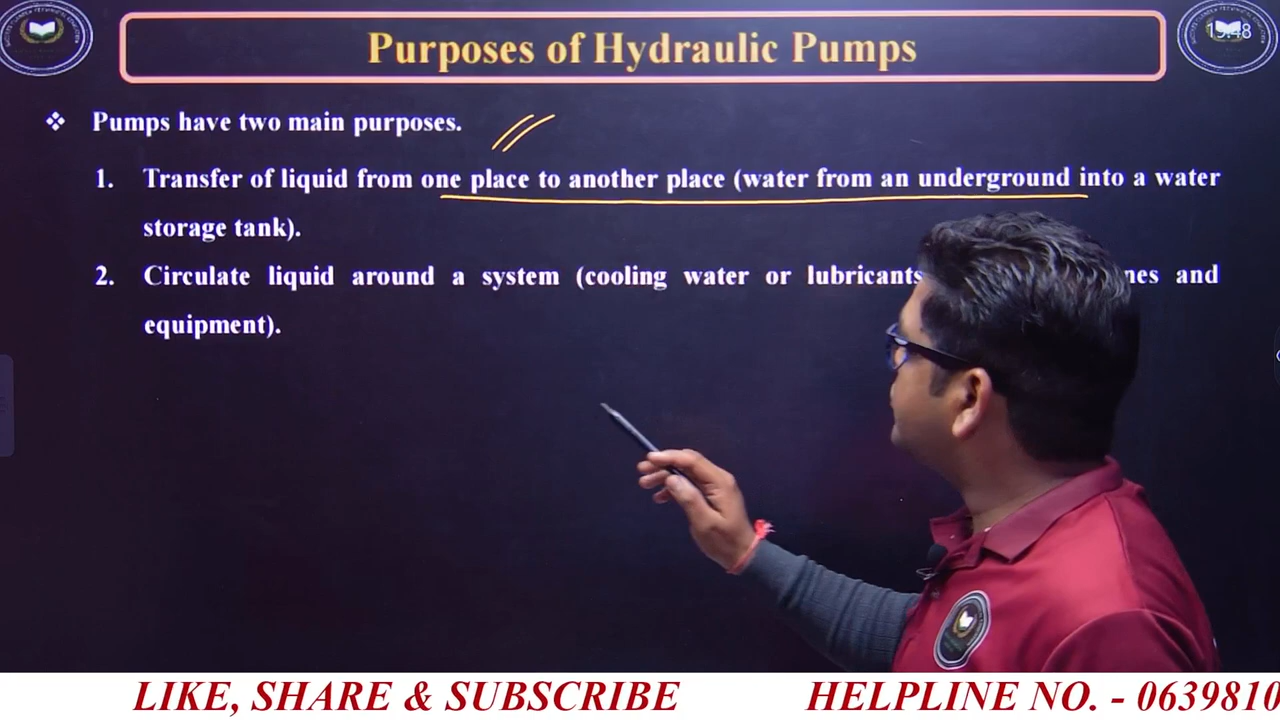 Purposes of Hydraulic Pumps
15:48
❖ Pumps have two main purposes.
1. Transfer of liquid from one place to another place (water from an underground into a water
storage tank).
2. Circulate liquid around a system (cooling water or lubricants and
equipment).
LIKE, SHARE & SUBSCRIBE HELPLINE NO. - 0639810